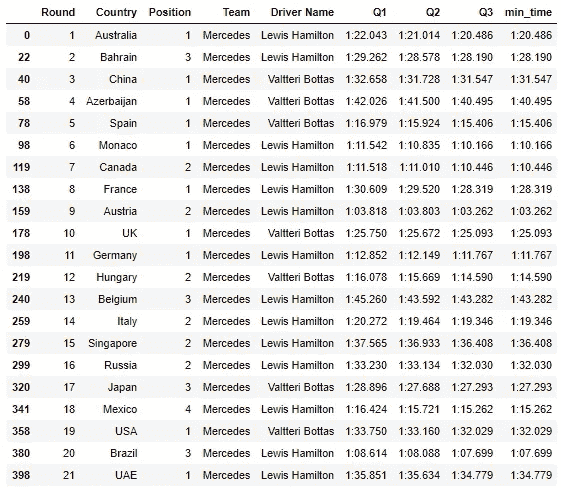 Round Country Position Team Driver Name Q1 Q2 Q3 min_time
0 1 Australia 1 Mercedes Lewis Hamilton 1:22.043 1:21.014 1:20.486 1:20.486
22 2 Bahrain 3 Mercedes Lewis Hamilton 1:29.262 1:28.578 1:28.190 1:28.190
40 3 China 1 Mercedes Valtteri Bottas 1:32.658 1:31.728 1:31.547 1:31.547
58 4 Azerbaijan 1 Mercedes Valtteri Bottas 1:42.026 1:41.500 1:40.495 1:40.495
78 5 Spain 1 Mercedes Valtteri Bottas 1:16.979 1:15.924 1:15.406 1:15.406
98 6 Monaco 1 Mercedes Lewis Hamilton 1:11.542 1:10.835 1:10.166 1:10.166
119 7 Canada 2 Mercedes Lewis Hamilton 1:11.518 1:11.010 1:10.446 1:10.446
138 8 France 1 Mercedes Lewis Hamilton 1:30.609 1:29.520 1:28.319 1:28.319
159 9 Austria 2 Mercedes Lewis Hamilton 1:03.818 1:03.803 1:03.262 1:03.262
178 10 UK 1 Mercedes Valtteri Bottas 1:25.750 1:25.672 1:25.093 1:25.093
198 11 Germany 1 Mercedes Lewis Hamilton 1:12.852 1:12.149 1:11.767 1:11.767
219 12 Hungary 2 Mercedes Valtteri Bottas 1:16.078 1:15.669 1:14.590 1:14.590
240 13 Belgium 3 Mercedes Lewis Hamilton 1:45.260 1:43.592 1:43.282 1:43.282
259 14 Italy 2 Mercedes Lewis Hamilton 1:20.272 1:19.464 1:19.346 1:19.346
279 15 Singapore 2 Mercedes Lewis Hamilton 1:37.565 1:36.933 1:36.408 1:36.408
299 16 Russia 2 Mercedes Lewis Hamilton 1:33.230 1:33.134 1:32.030 1:32.030
320 17 Japan 3 Mercedes Valtteri Bottas 1:28.896 1:27.688 1:27.293 1:27.293
341 18 Mexico 4 Mercedes Lewis Hamilton 1:16.424 1:15.721 1:15.262 1:15.262
358 19 USA 1 Mercedes Valtteri Bottas 1:33.750 1:33.160 1:32.029 1:32.029
380 20 Brazil 3 Mercedes Lewis Hamilton 1:08.614 1:08.088 1:07.699 1:07.699
398 21 UAE 1 Mercedes Lewis Hamilton 1:35.851 1:35.634 1:34.779 1:34.779